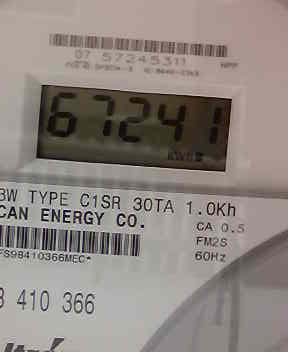 07 57245311
67241
KWH
3W TYPE C1SR 30TA 1.0Kh
CAN ENERGY CO.
CA 0.5
FM2S
FS98410366MEC*
60Hz
410 366